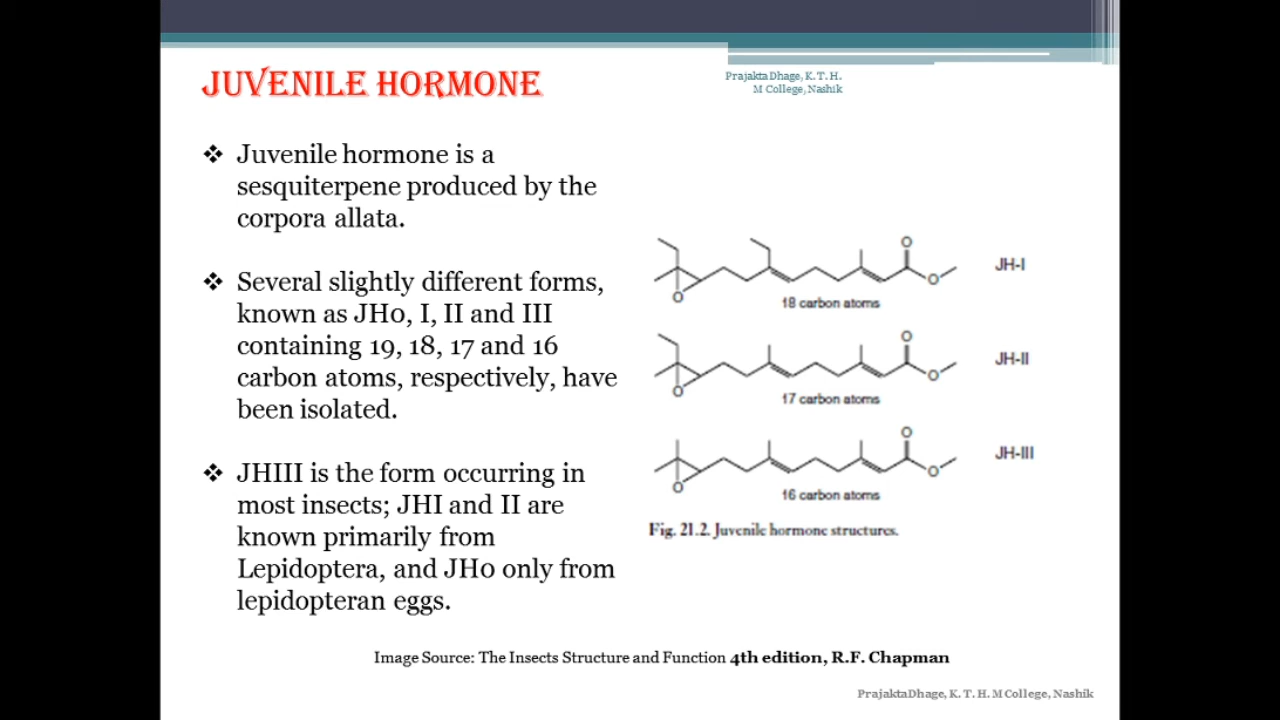 JUVENILE HORMONE
Prajakta Dhage, K. T. H.
M College, Nashik
❖ Juvenile hormone is a
sesquiterpene produced by the
corpora allata.
❖ Several slightly different forms,
known as JH0, I, II and III
containing 19, 18, 17 and 16
carbon atoms, respectively, have
been isolated.
❖ JHIII is the form occurring in
most insects; JHI and II are
known primarily from
Lepidoptera, and JH0 only from
lepidopteran eggs.
O
O
O
JH-I
18 carbon atoms
O
O
O
JH-II
17 carbon atoms
O
O
O
JH-III
16 carbon atoms
Fig. 21.2. Juvenile hormone structures.
Image Source: The Insects Structure and Function 4th edition, R.F. Chapman
PrajaktaDhage, K. T. H. M College, Nashik